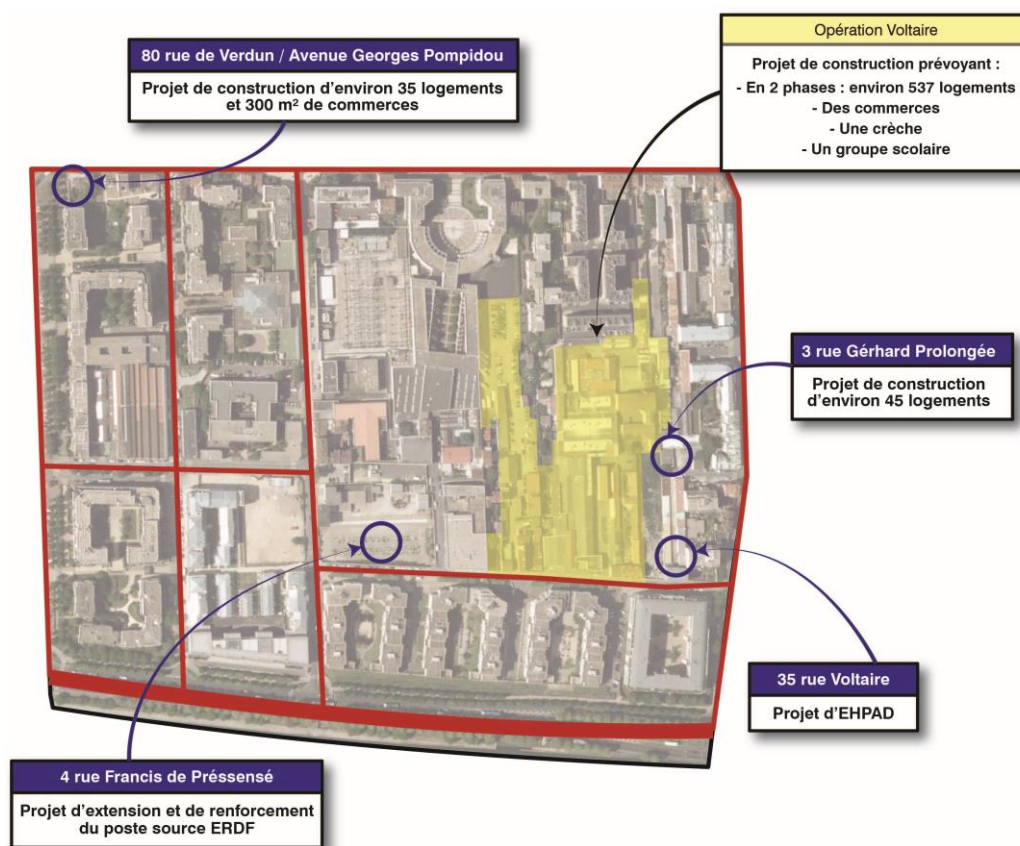 80 rue de Verdun / Avenue Georges Pompidou
Projet de construction d'environ 35 logements
et 300 m² de commerces
Opération Voltaire
Projet de construction prévoyant :
- En 2 phases : environ 537 logements
- Des commerces
- Une crèche
- Un groupe scolaire
3 rue Gérhard Prolongée
Projet de construction
d'environ 45 logements
35 rue Voltaire
Projet d'EHPAD
4 rue Francis de Préssensé
Projet d'extension et de renforcement
du poste source ERDF